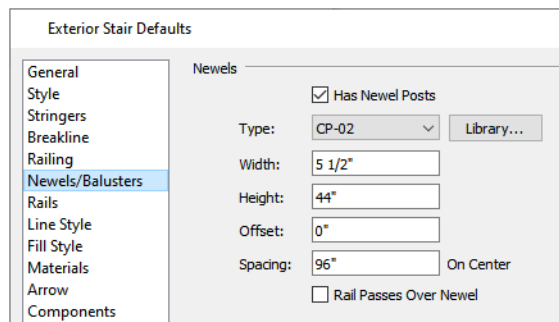 Exterior Stair Defaults
General
Style
Stringers
Breakline
Railing
Newels/Balusters
Rails
Line Style
Fill Style
Materials
Arrow
Components
Newels
Has Newel Posts
Type: CP-02 Library...
Width: 5 1/2"
Height: 44"
Offset: 0"
Spacing: 96" On Center
Rail Passes Over Newel